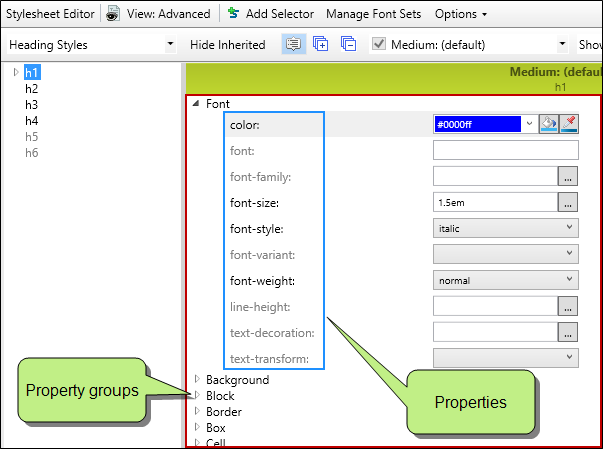 Stylesheet Editor View: Advanced Add Selector Manage Font Sets Options
Heading Styles Hide Inherited Medium: (default) Show
Medium: (defau
h1
h1
h2
h3
h4
h5
h6
Font
color: #0000ff
font:
font-family:
font-size: 1.5em ...
font-style: italic
font-variant:
font-weight: normal
line-height: ...
text-decoration: ...
text-transform:
Background
Block
Border
Box
Cell
Property groups
Properties